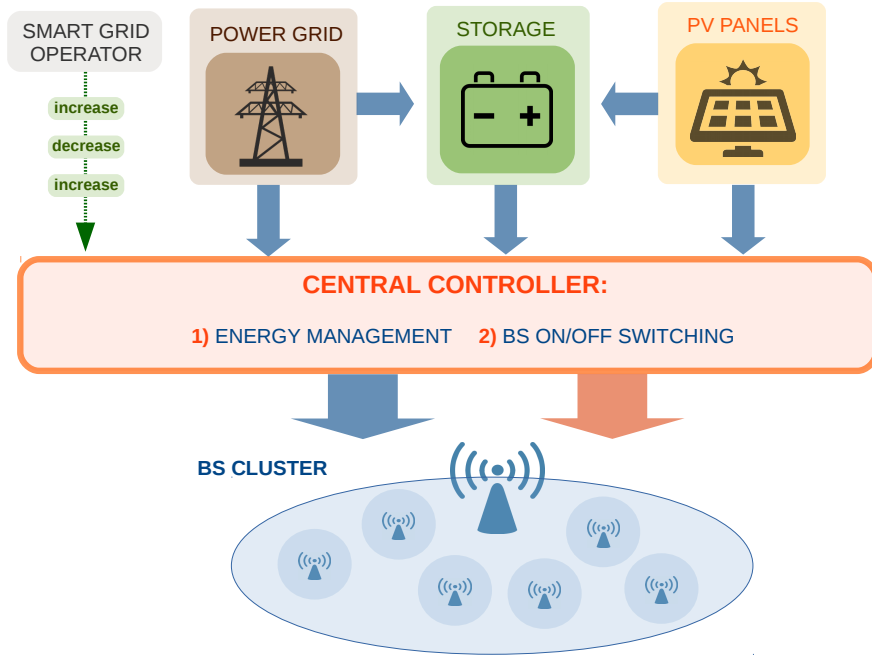 SMART GRID
OPERATOR
increase
decrease
increase
POWER GRID
STORAGE
PV PANELS
CENTRAL CONTROLLER:
1) ENERGY MANAGEMENT 2) BS ON/OFF SWITCHING
BS CLUSTER